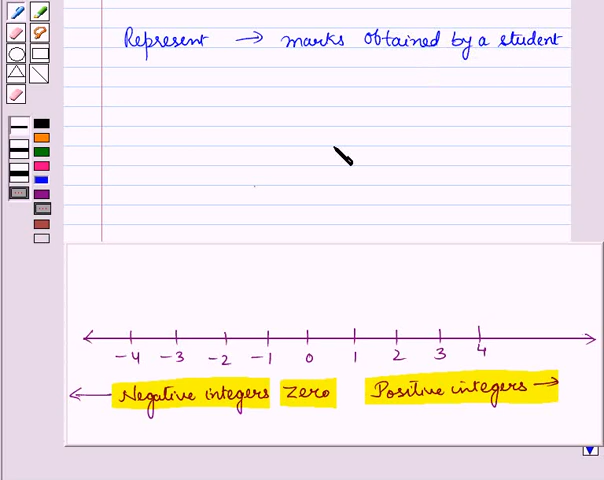 Represent → marks obtained by a student
-4 -3 -2 -1 0 1 2 3 4
← Negative integers Zero Positive integers →